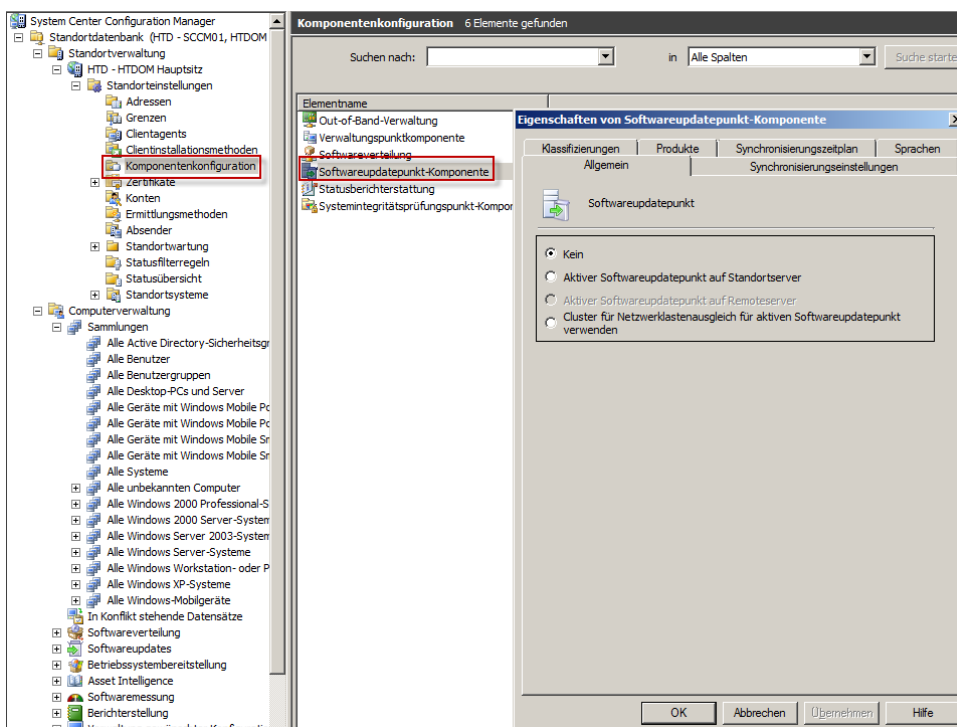 System Center Configuration Manager
Standortdatenbank (HTD - SCCM01, HTDOM
Standortverwaltung
HTD - HTDOM Hauptsitz
Standorteinstellungen
Adressen
Grenzen
Clientagents
Clientinstallationsmethoden
Komponentenkonfiguration
Zertifikate
Konten
Ermittlungsmethoden
Absender
Standortwartung
Statusfilterregeln
Statusübersicht
Standortsysteme
Computerverwaltung
Sammlungen
Alle Active Directory-Sicherheitsgr
Alle Benutzer
Alle Benutzergruppen
Alle Desktop-PCs und Server
Alle Geräte mit Windows Mobile Po
Alle Geräte mit Windows Mobile Po
Alle Geräte mit Windows Mobile Sm
Alle Geräte mit Windows Mobile Sm
Alle Systeme
Alle unbekannten Computer
Alle Windows 2000 Professional-S
Alle Windows 2000 Server-System
Alle Windows Server 2003-System
Alle Windows Server-Systeme
Alle Windows Workstation- oder P
Alle Windows XP-Systeme
Alle Windows-Mobilgeräte
In Konflikt stehende Datensätze
Softwareverteilung
Softwareupdates
Betriebssystembereitstellung
Asset Intelligence
Softwaremessung
Berichterstellung
Komponentenkonfiguration 6 Elemente gefunden
Suchen nach: in Alle Spalten Suche starte
Elementname
Out-of-Band-Verwaltung
Verwaltungspunktkomponente
Softwareverteilung
Softwareupdatepunkt-Komponente
Statusberichterstattung
Systemintegritätsprüfungspunkt-Kompor
Eigenschaften von Softwareupdatepunkt-Komponente
Klassifizierungen Produkte Synchronisierungszeitplan Sprachen
Allgemein Synchronisierungseinstellungen
Softwareupdatepunkt
Kein
Aktiver Softwareupdatepunkt auf Standortserver
Aktiver Softwareupdatepunkt auf Remoteserver
Cluster für Netzwerklastenausgleich für aktiven Softwareupdatepunkt
verwenden
OK Abbrechen Übernehmen Hilfe